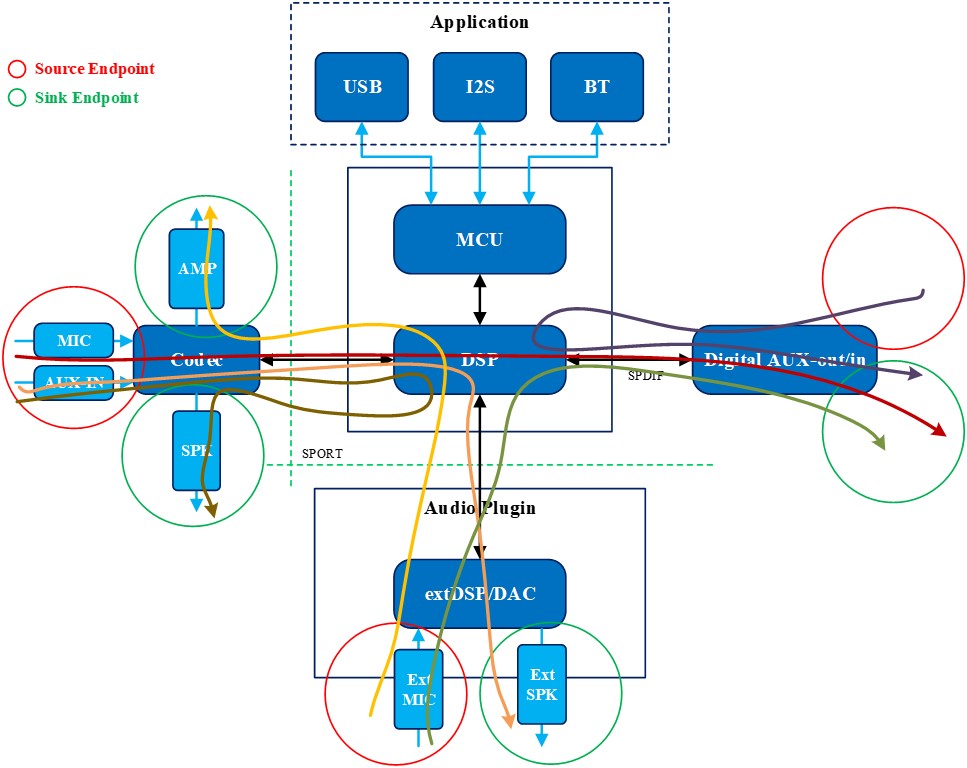 Application
USB
I2S
BT
Source Endpoint
Sink Endpoint
MCU
AMP
MIC
Codec
DSP
Digital AUX-out/in
AUX-IN
SPDIF
SPK
SPORT
Audio Plugin
extDSP/DAC
Ext
MIC
Ext
SPK